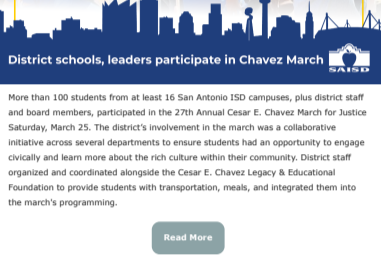 District schools, leaders participate in Chavez March
SAISD
More than 100 students from at least 16 San Antonio ISD campuses, plus district staff
and board members, participated in the 27th Annual Cesar E. Chavez March for Justice
Saturday, March 25. The district's involvement in the march was a collaborative
initiative across several departments to ensure students had an opportunity to engage
civically and learn more about the rich culture within their community. District staff
organized and coordinated alongside the Cesar E. Chavez Legacy & Educational
Foundation to provide students with transportation, meals, and integrated them into
the march's programming.
Read More